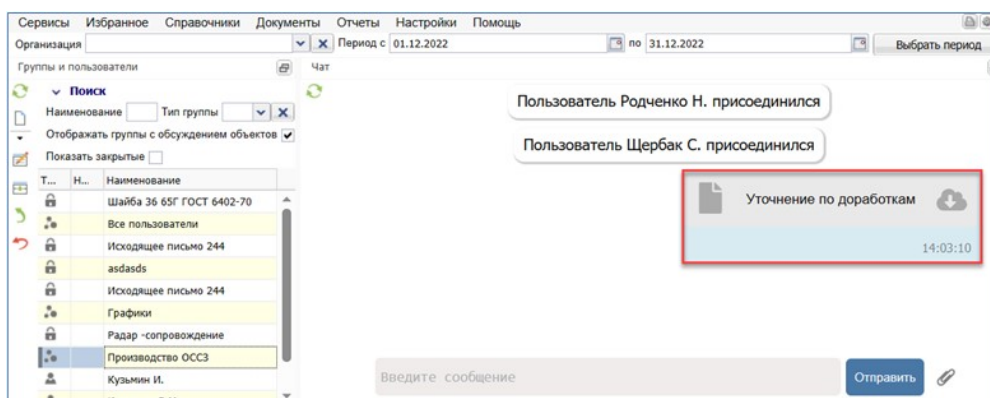 Сервисы Избранное Справочники Документы Отчеты Настройки Помощь
Организация Период с 01.12.2022 по 31.12.2022 Выбрать период
Группы и пользователи Чат
Поиск
Наименование Тип группы
Отображать группы с обсуждением объектов
Показать закрытые
Т... Н... Наименование
Шайба 36 65Г ГОСТ 6402-70
Все пользователи
Исходящее письмо 244
asdasds
Исходящее письмо 244
Графики
Радар -сопровождение
Производство ОСС3
Кузьмин И.
Пользователь Родченко Н. присоединился
Пользователь Щербак С. присоединился
Уточнение по доработкам
14:03:10
Введите сообщение Отправить